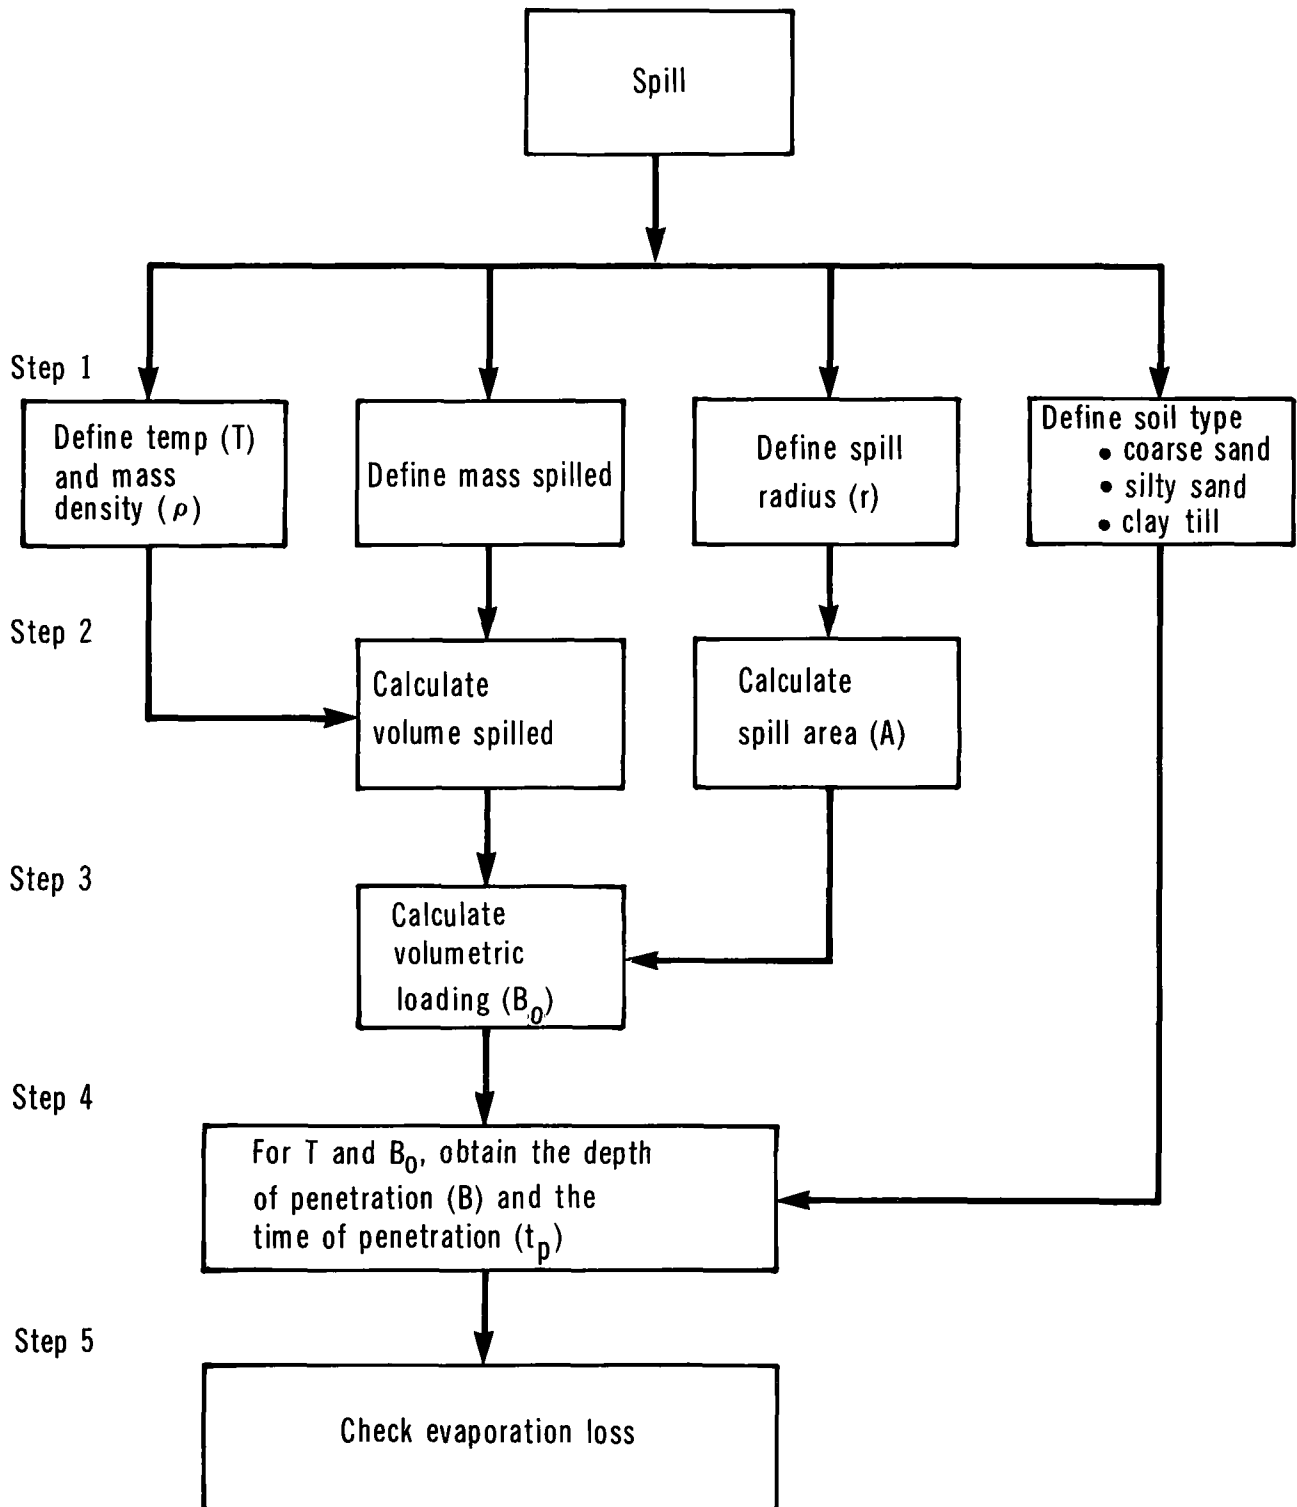 Spill
Step 1
Define temp (T)
and mass
density (ρ)
Define mass spilled
Define spill
radius (r)
Define soil type
• coarse sand
• silty sand
• clay till
Step 2
Calculate
volume spilled
Calculate
spill area (A)
Step 3
Calculate
volumetric
loading (B₀)
Step 4
For T and B₀, obtain the depth
of penetration (B) and the
time of penetration (tₚ)
Step 5
Check evaporation loss